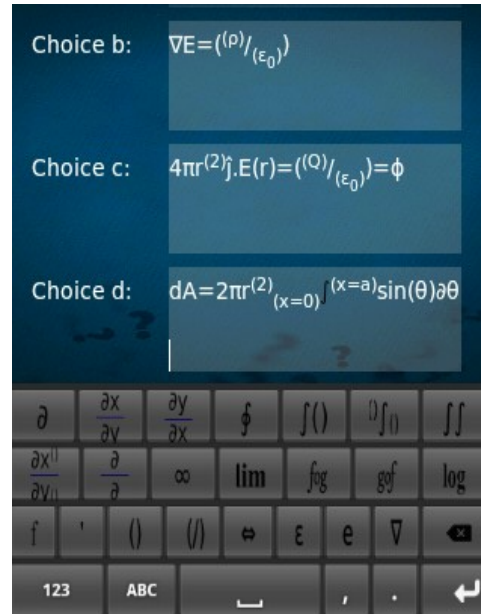 Choice b: ∇E=(⁽ᵖ⁾/₍ε₀₎)
Choice c: 4πr⁽²⁾ĵ.E(r)=(⁽Q⁾/₍ε₀₎)=ϕ
Choice d: dA=2πr⁽²⁾₍ₓ₌₀₎∫⁽ˣ⁼ᵃ⁾sin(θ)∂θ
∂ ∂x/∂y ∂y/∂x ∮ ∫() ⁽⁾∫₍₎ ∫∫
∂x⁽⁾/∂y₍₎ ∂/∂ ∞ lim fog gof log
f ' () (/) ⇔ ε e ∇ x
123 ABC , .